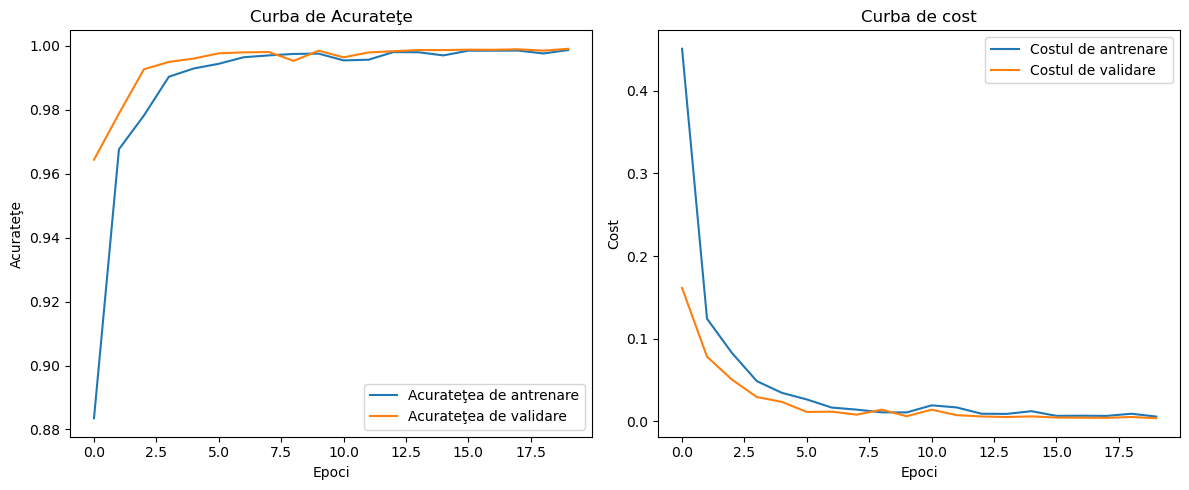 Curba de Acurateţe
1.00
0.98
0.96
0.94
0.92
0.90
0.88
Acurateţe
Acurateţea de antrenare
Acurateţea de validare
0.0 2.5 5.0 7.5 10.0 12.5 15.0 17.5
Epoci
Curba de cost
Costul de antrenare
Costul de validare
0.4
0.3
0.2
0.1
0.0
Cost
0.0 2.5 5.0 7.5 10.0 12.5 15.0 17.5
Epoci